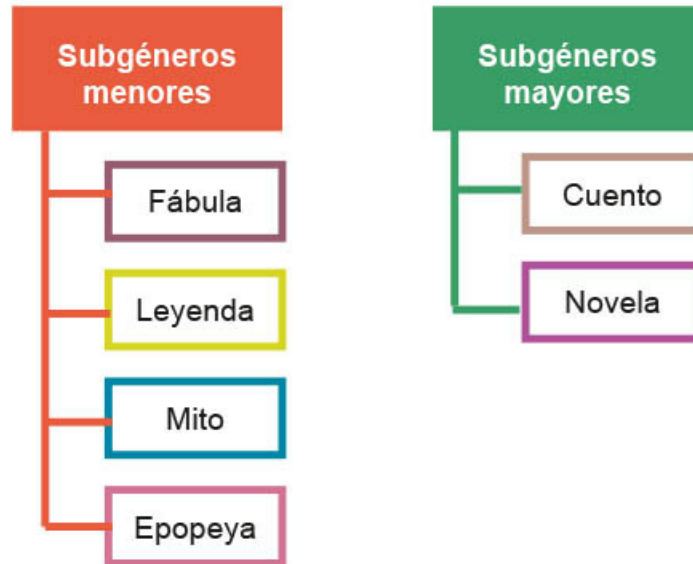 Subgéneros
menores
Fábula
Leyenda
Mito
Epopeya
Subgéneros
mayores
Cuento
Novela